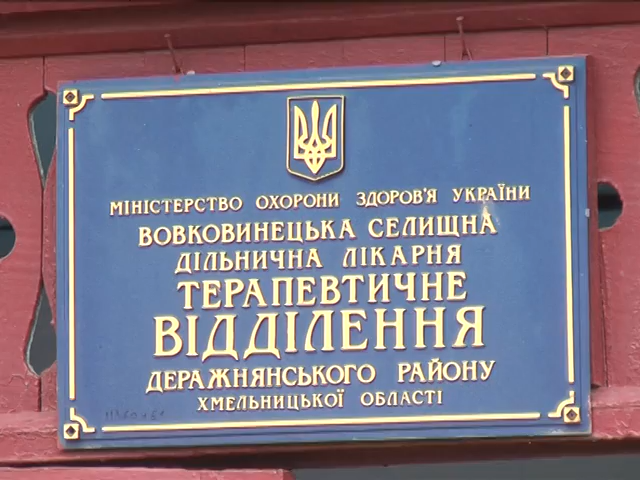 МІНІСТЕРСТВО ОХОРОНИ ЗДОРОВ'Я УКРАЇНИ
ВОВКОВИНЕЦЬКА СЕЛИЩНА
ДІЛЬНИЧНА ЛІКАРНЯ
ТЕРАПЕВТИЧНЕ
ВІДДІЛЕННЯ
ДЕРАЖНЯНСЬКОГО РАЙОНУ
ХМЕЛЬНИЦЬКОЇ ОБЛАСТІ